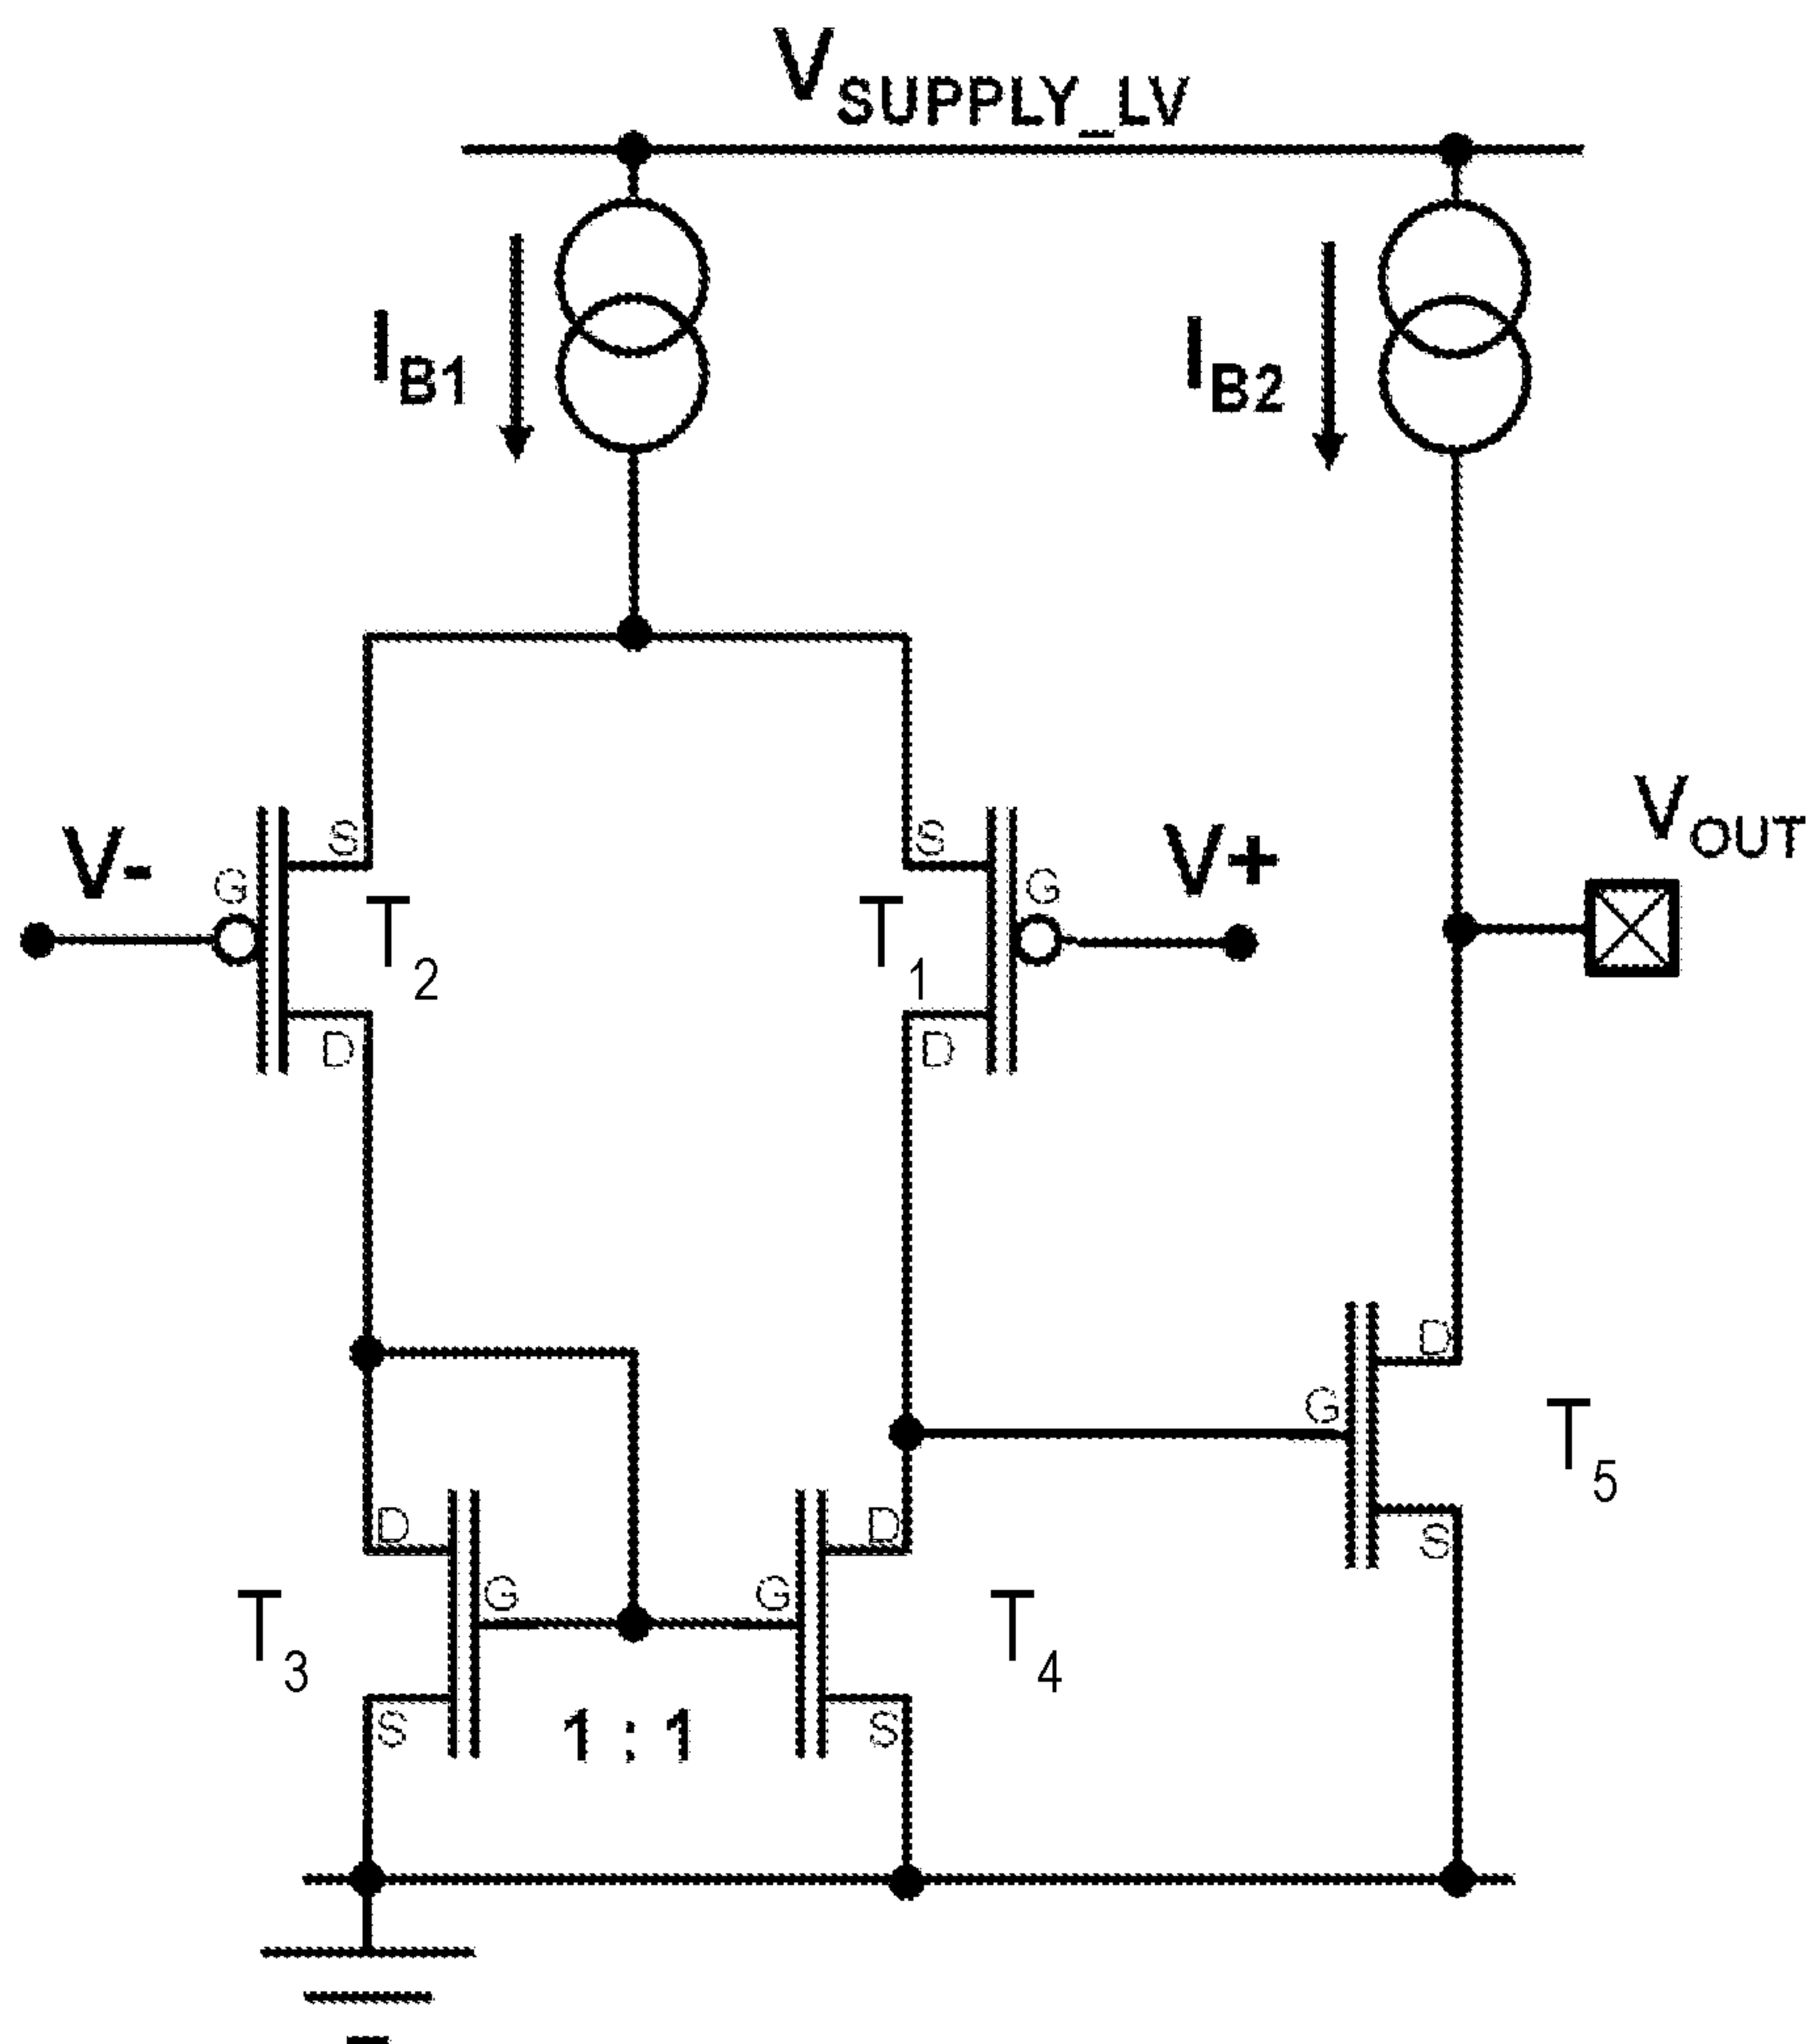 VSUPPLY_LV
IB1
IB2
V-
G
S
T2
D
S
T1
G
D
V+
VOUT
D
G
T5
S
D
G
T3
S
1 : 1
D
G
T4
S